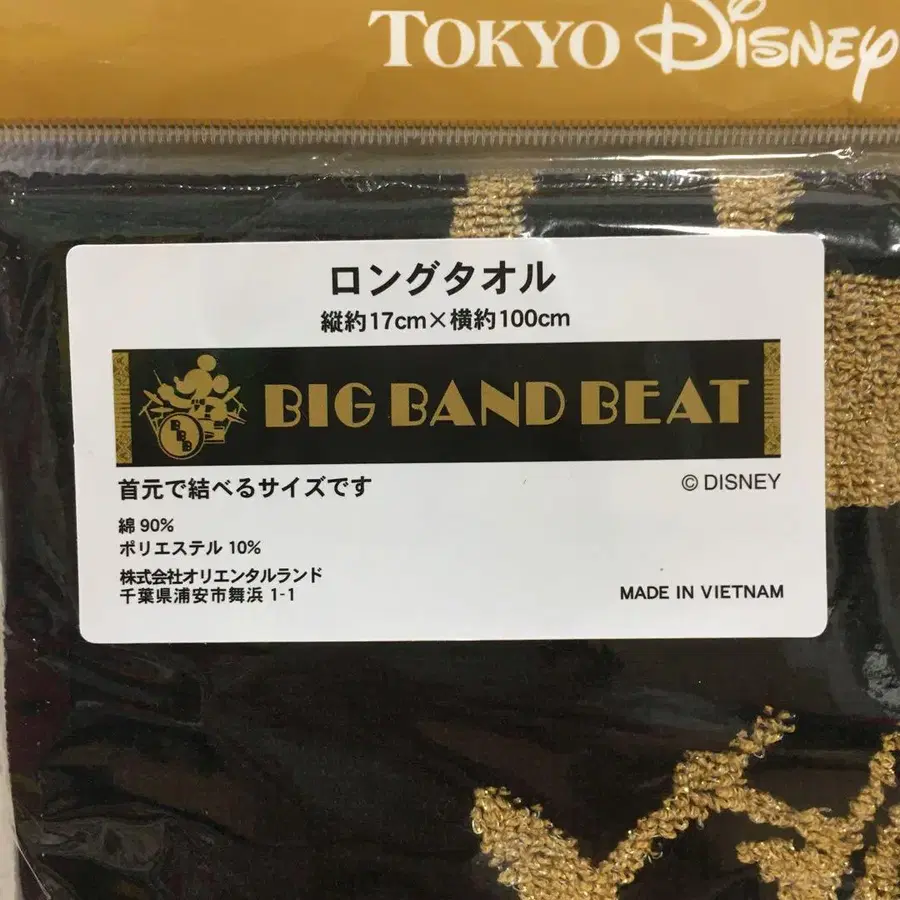 TOKYO DISNEY
ロングタオル
縦約17cm×横約100cm
BBB
BIG BAND BEAT
首元で結べるサイズです
© DISNEY
綿 90%
ポリエステル 10%
株式会社オリエンタルランド
千葉県浦安市舞浜 1-1
MADE IN VIETNAM